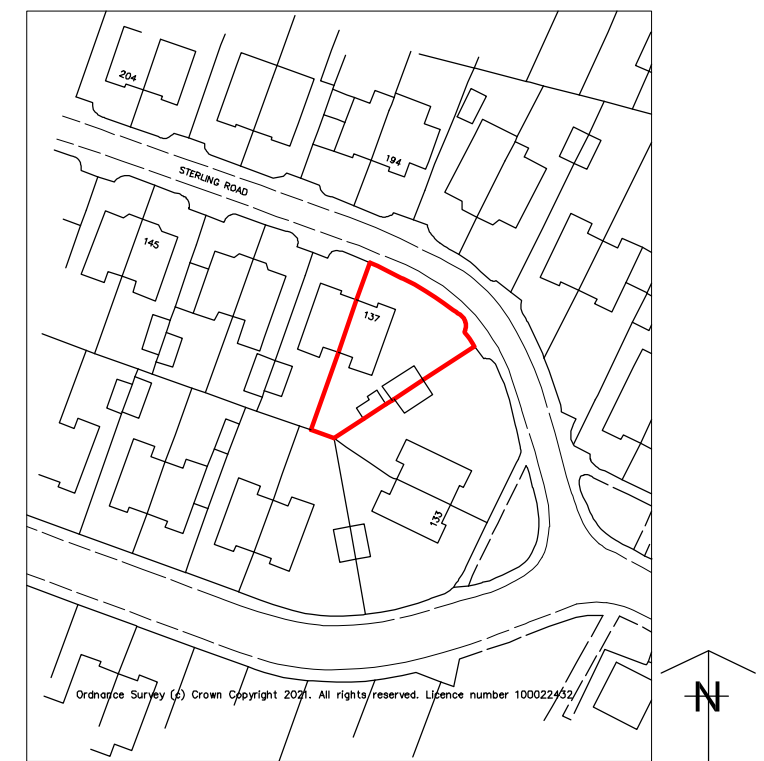 204
194
STERLING ROAD
145
137
133
Ordnance Survey (c) Crown Copyright 2021. All rights reserved. Licence number 100022432
N